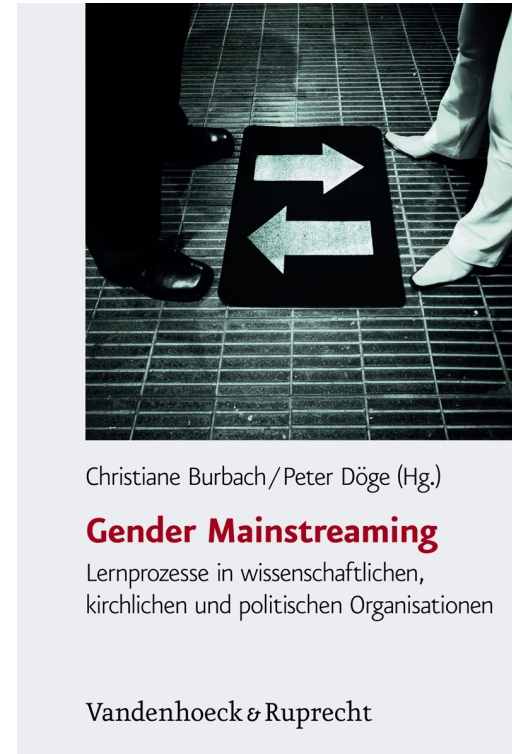 Christiane Burbach/Peter Döge (Hg.)
Gender Mainstreaming
Lernprozesse in wissenschaftlichen,
kirchlichen und politischen Organisationen
Vandenhoeck & Ruprecht